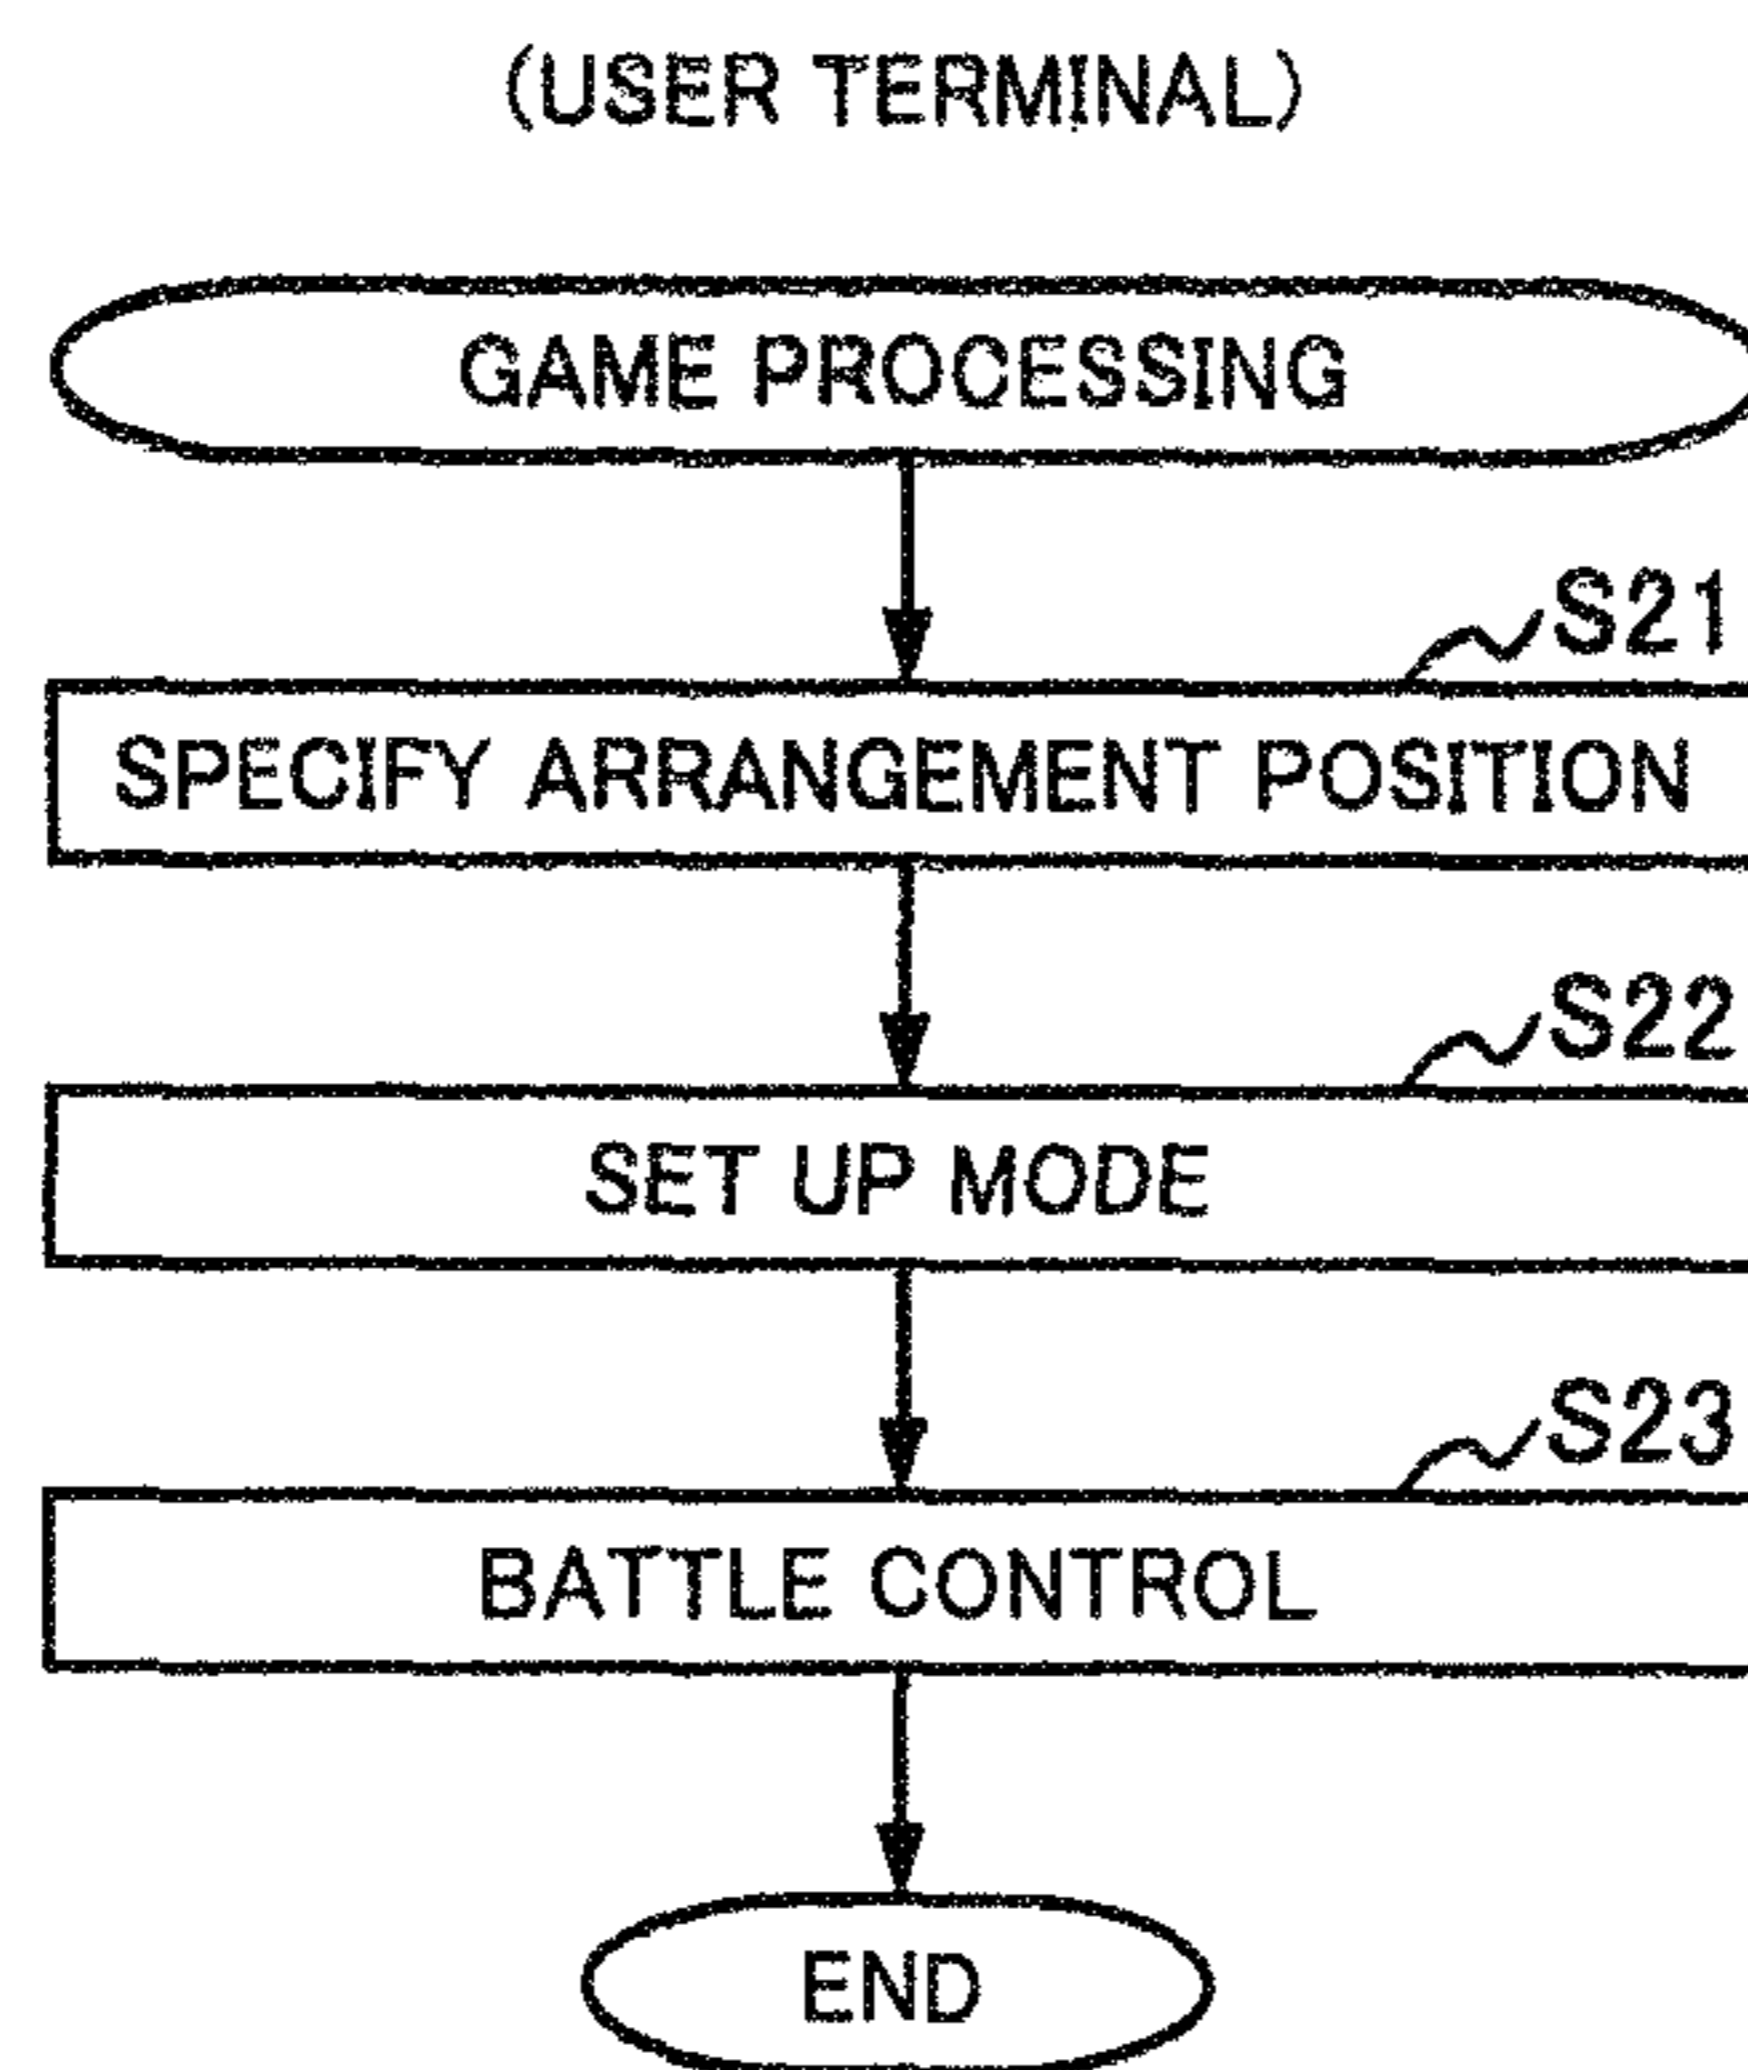 (USER TERMINAL)
GAME PROCESSING
S21
SPECIFY ARRANGEMENT POSITION
S22
SET UP MODE
S23
BATTLE CONTROL
END